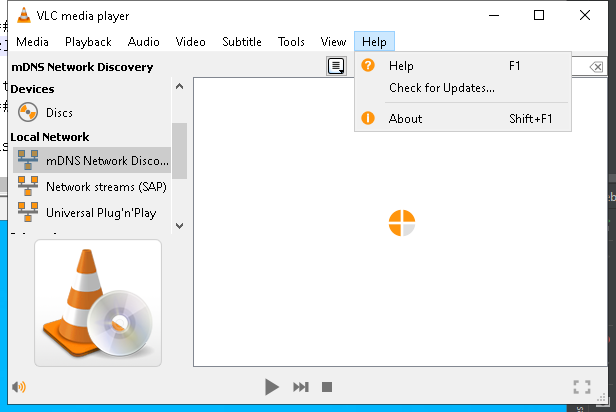 VLC media player
Media Playback Audio Video Subtitle Tools View Help
mDNS Network Discovery
Help F1
Check for Updates...
About Shift+F1
Devices
Discs
Local Network
mDNS Network Disco...
Network streams (SAP)
Universal Plug'n'Play